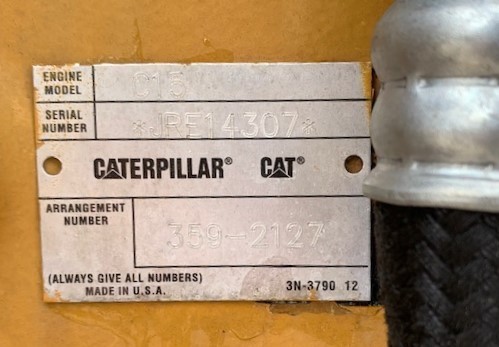 ENGINE MODEL C15
SERIAL NUMBER *JRE14307*
CATERPILLAR® CAT®
ARRANGEMENT NUMBER 359-2127
(ALWAYS GIVE ALL NUMBERS)
MADE IN U.S.A. 3N-3790 12